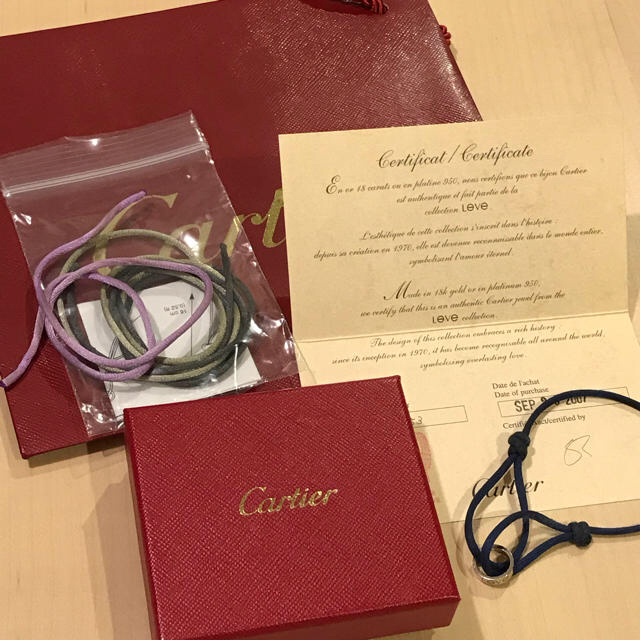 Cart
Certificat / Certificate
En or 18 carats ou en platine 950, nous certifions que ce bijou Cartier
est authentique et fait partie de la
collection LOVE
L'esthétique de cette collection s'inscrit dans l'histoire :
depuis sa création en 1970, elle est devenue reconnaissable dans le monde entier,
symbolisant l'amour éternel.
Made in 18k gold or in platinum 950,
we certify that this is an authentic Cartier jewel from the
LOVE collection.
The design of this collection embraces a rich history :
since its inception in 1970, it has become recognisable all around the world,
symbolizing everlasting love.
Date de l'achat
Date of purchase
SEP 2007
by
Cartier
Cartier